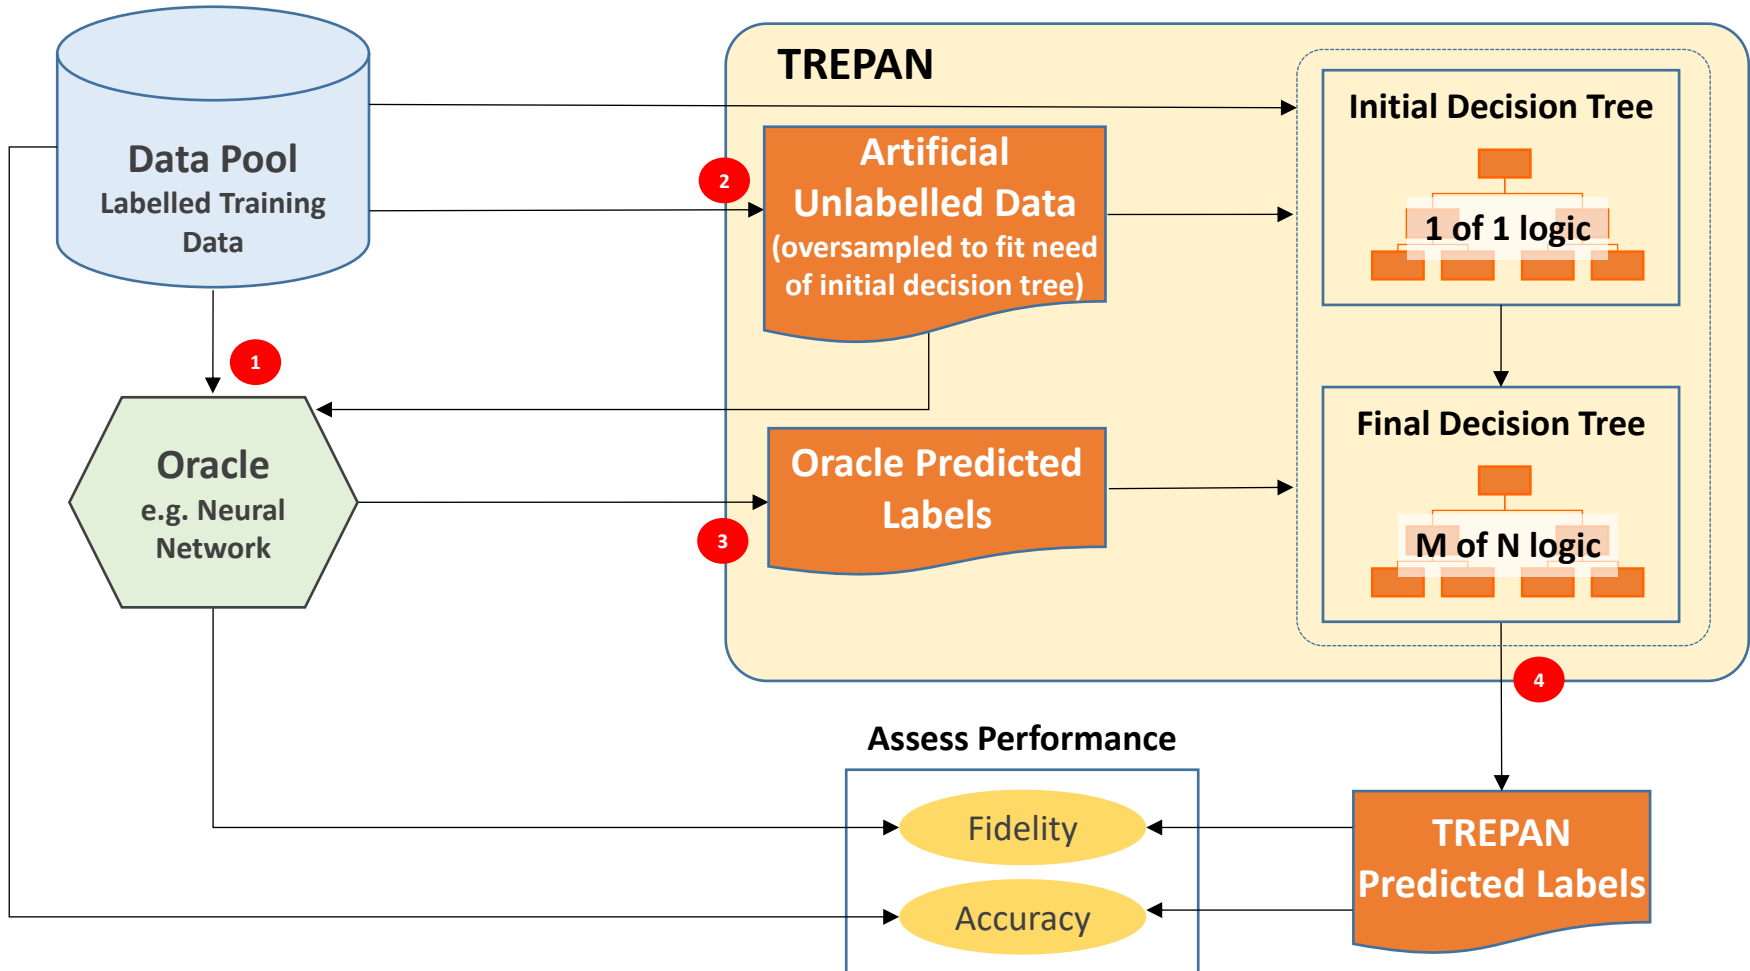 TREPAN
Data Pool
Labelled Training
Data
2
Artificial
Unlabelled Data
(oversampled to fit need
of initial decision tree)
Initial Decision Tree
1 of 1 logic
1
Oracle
e.g. Neural
Network
3
Oracle Predicted
Labels
Final Decision Tree
M of N logic
4
Assess Performance
Fidelity
Accuracy
TREPAN
Predicted Labels